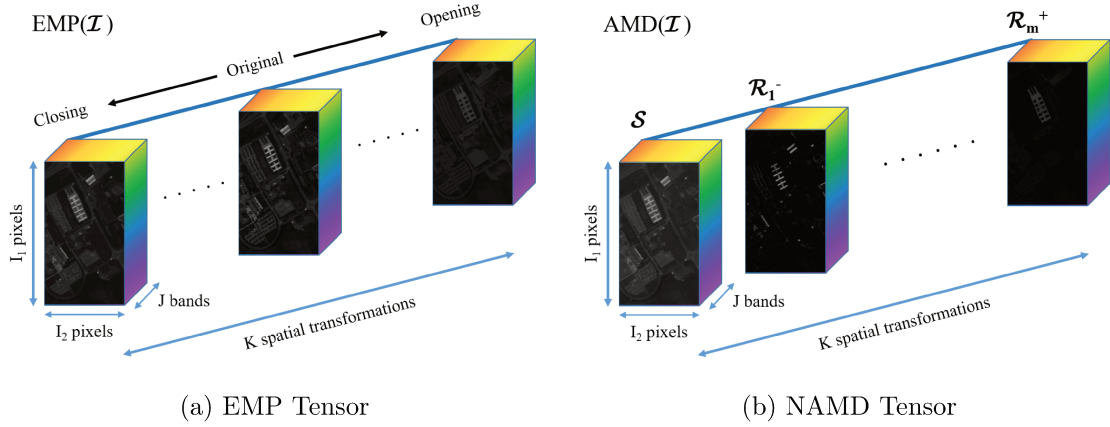 EMP(𝓘)
Opening
Original
Closing
I₁ pixels
I₂ pixels
J bands
K spatial transformations
(a) EMP Tensor
AMD(𝓘)
𝓡ₘ⁺
𝓡₁⁻
𝓢
I₁ pixels
I₂ pixels
J bands
K spatial transformations
(b) NAMD Tensor